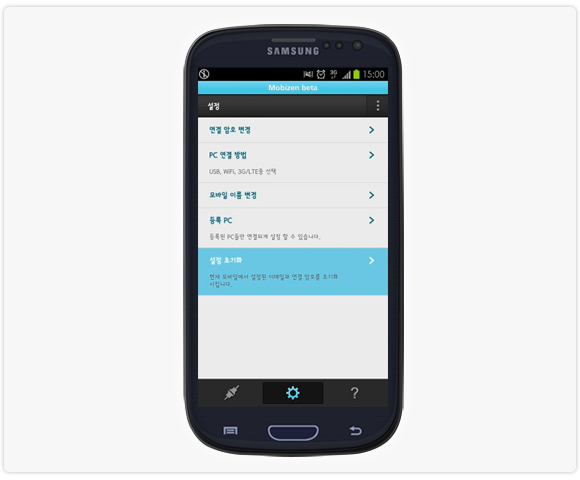 SAMSUNG
3G 15:00
Mobizen beta
설정
연결 암호 변경
PC 연결 방법
USB, WiFi, 3G/LTE중 선택
모바일 이름 변경
등록 PC
등록된 PC들만 연결되게 설정 할 수 있습니다.
설정 초기화
현재 모바일에서 설정된 이메일과 연결 암호를 초기화
시킵니다.
?